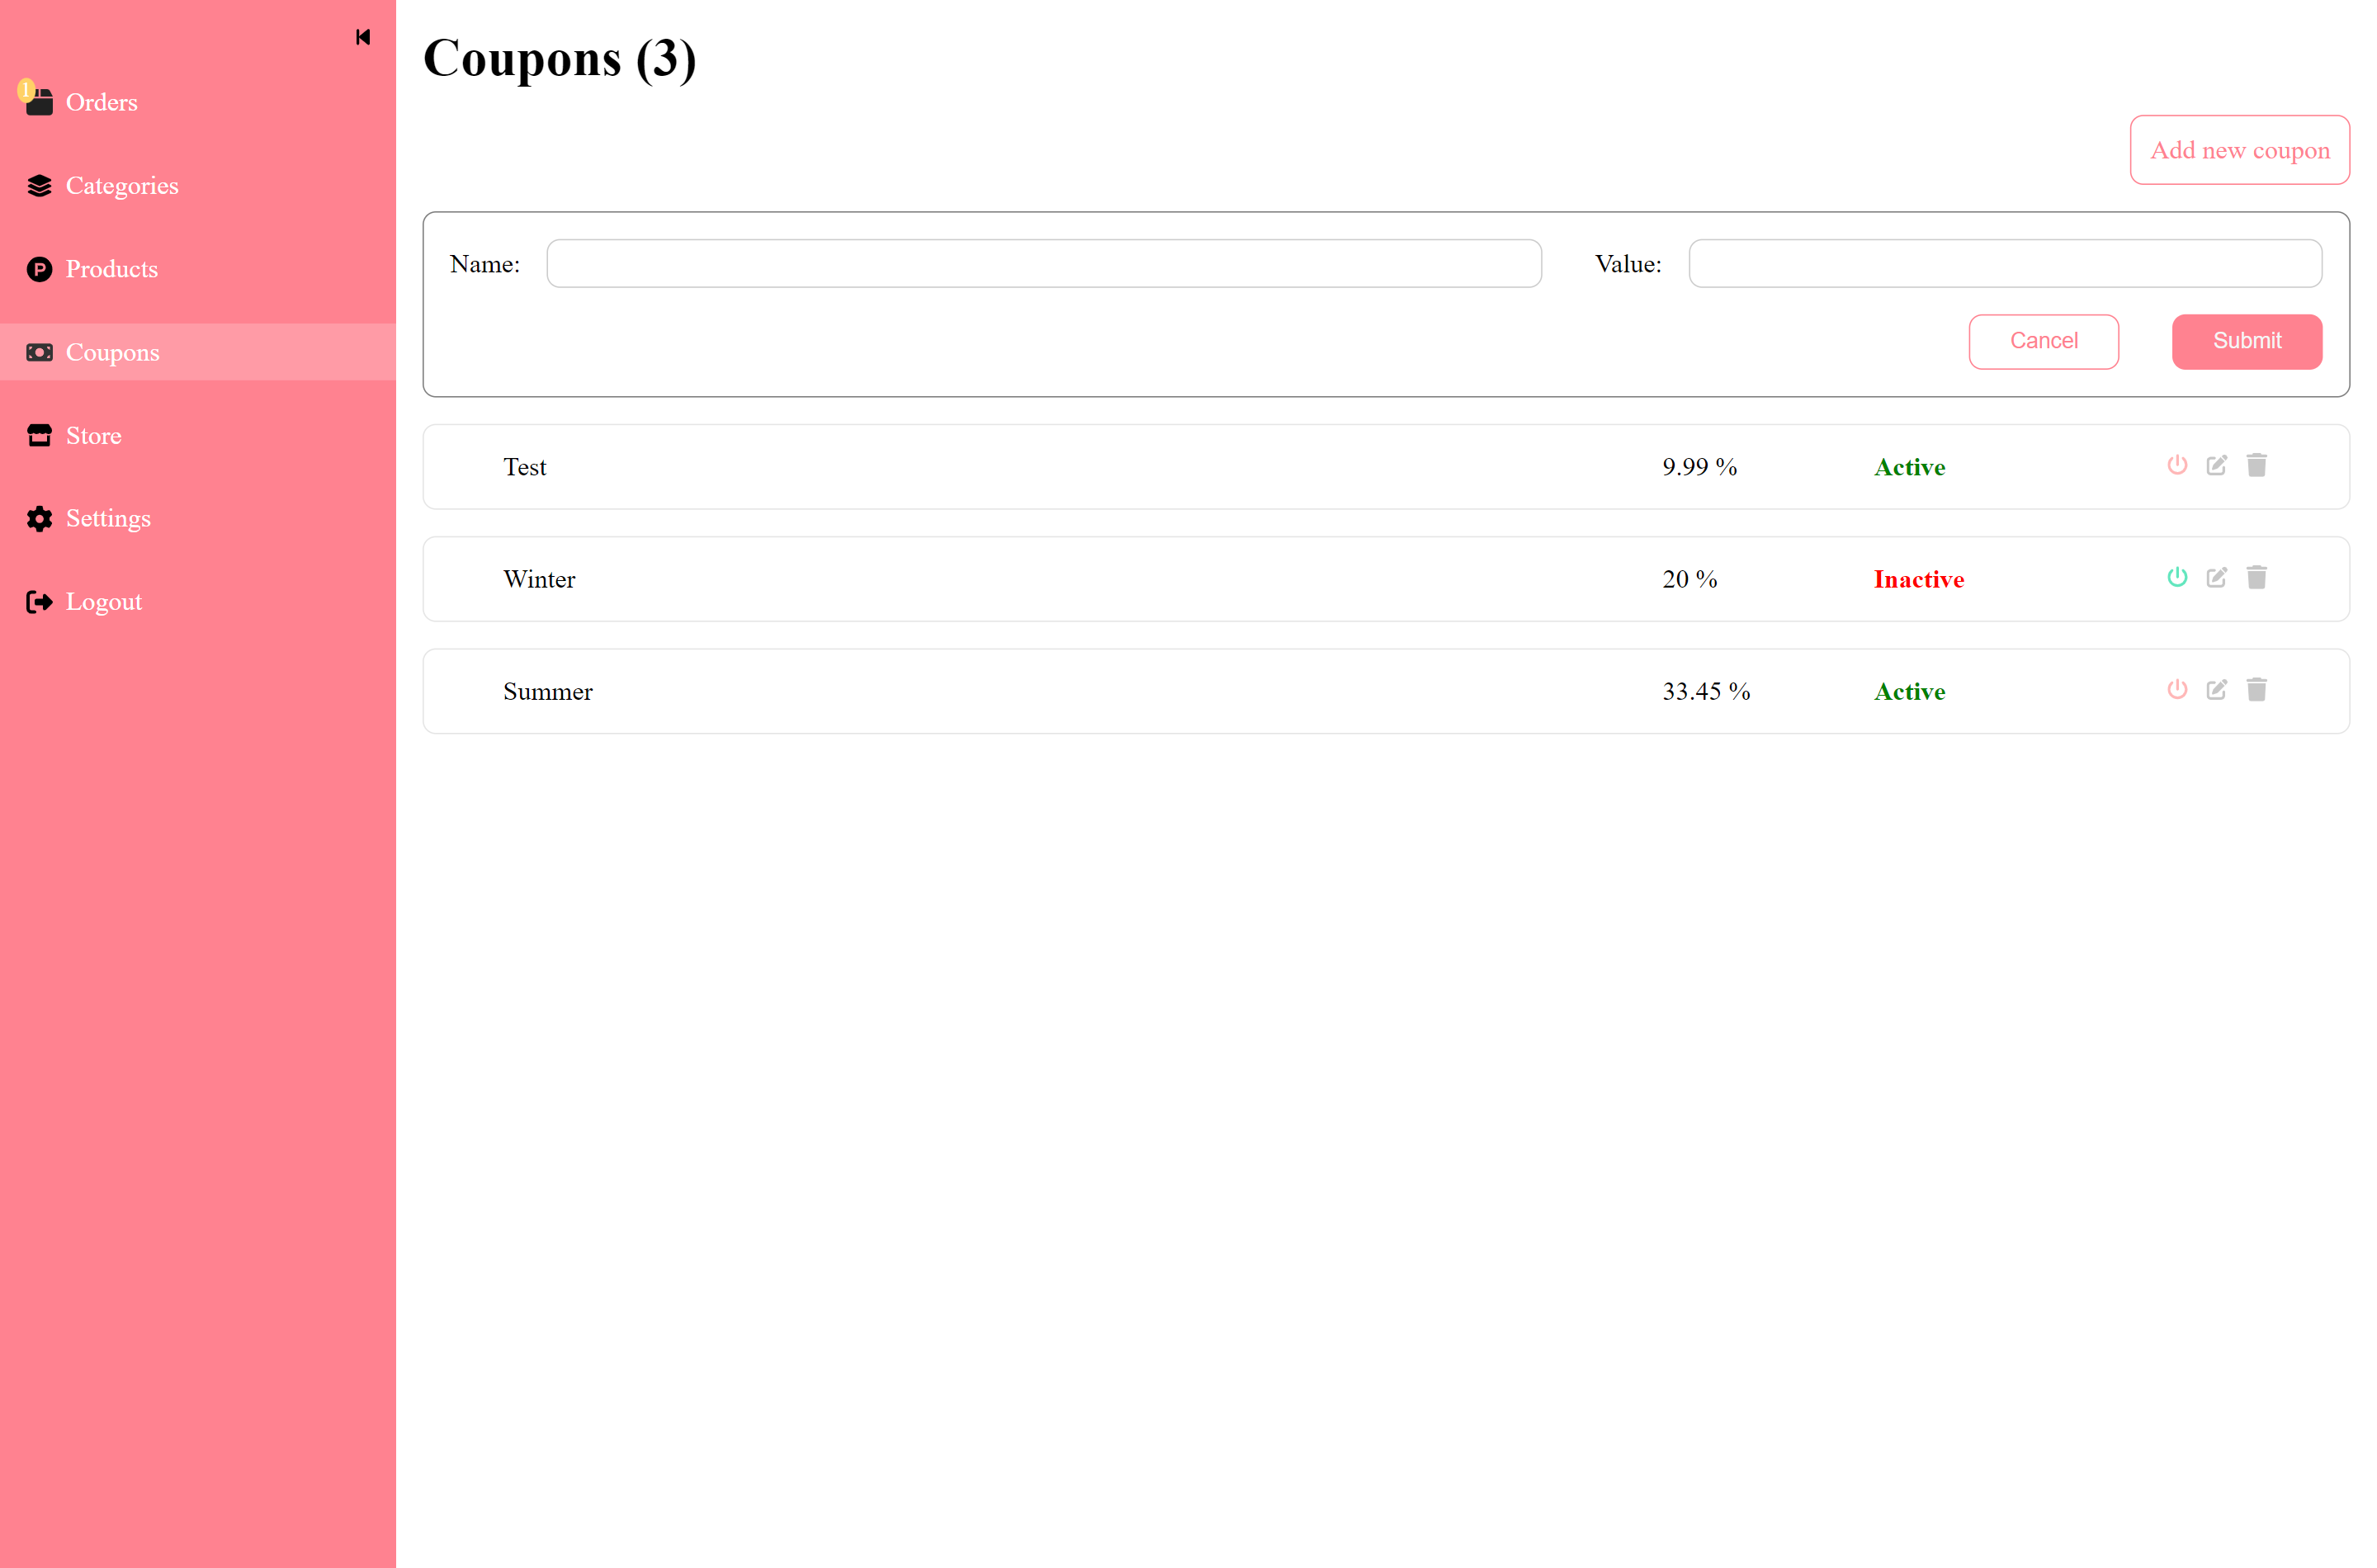 1
Orders
Categories
Products
Coupons
Store
Settings
Logout
Coupons (3)
Add new coupon
Name:
Value:
Cancel
Submit
Test 9.99 % Active
Winter 20 % Inactive
Summer 33.45 % Active